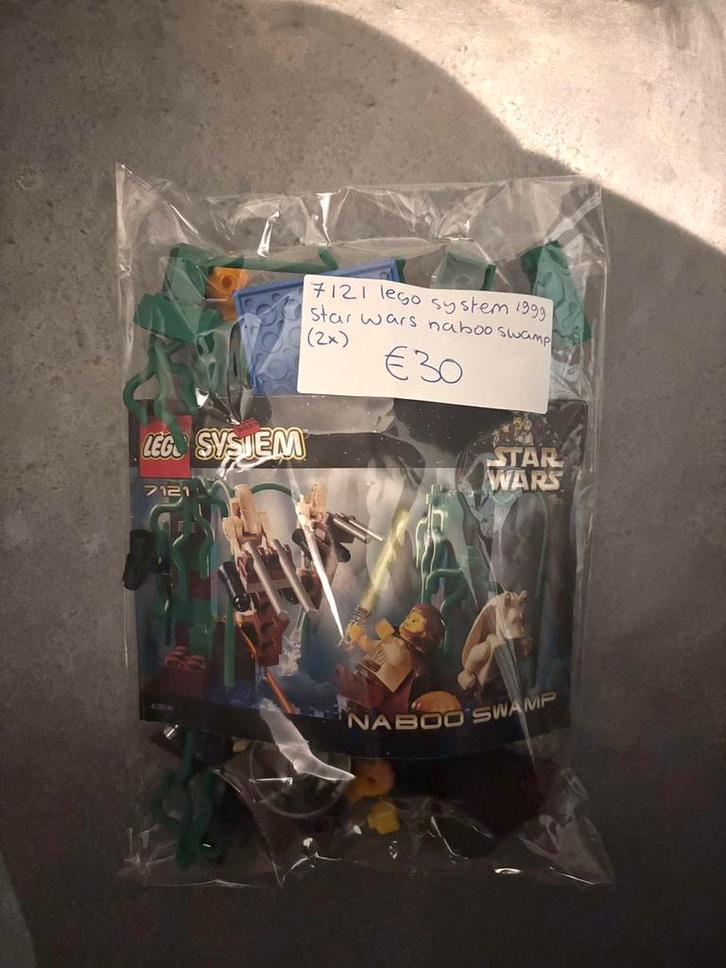 7121 lego system 1999
star wars naboo swamp
(2x)
€30
LEGO SYSTEM
STAR
WARS
7121
NABOO SWAMP